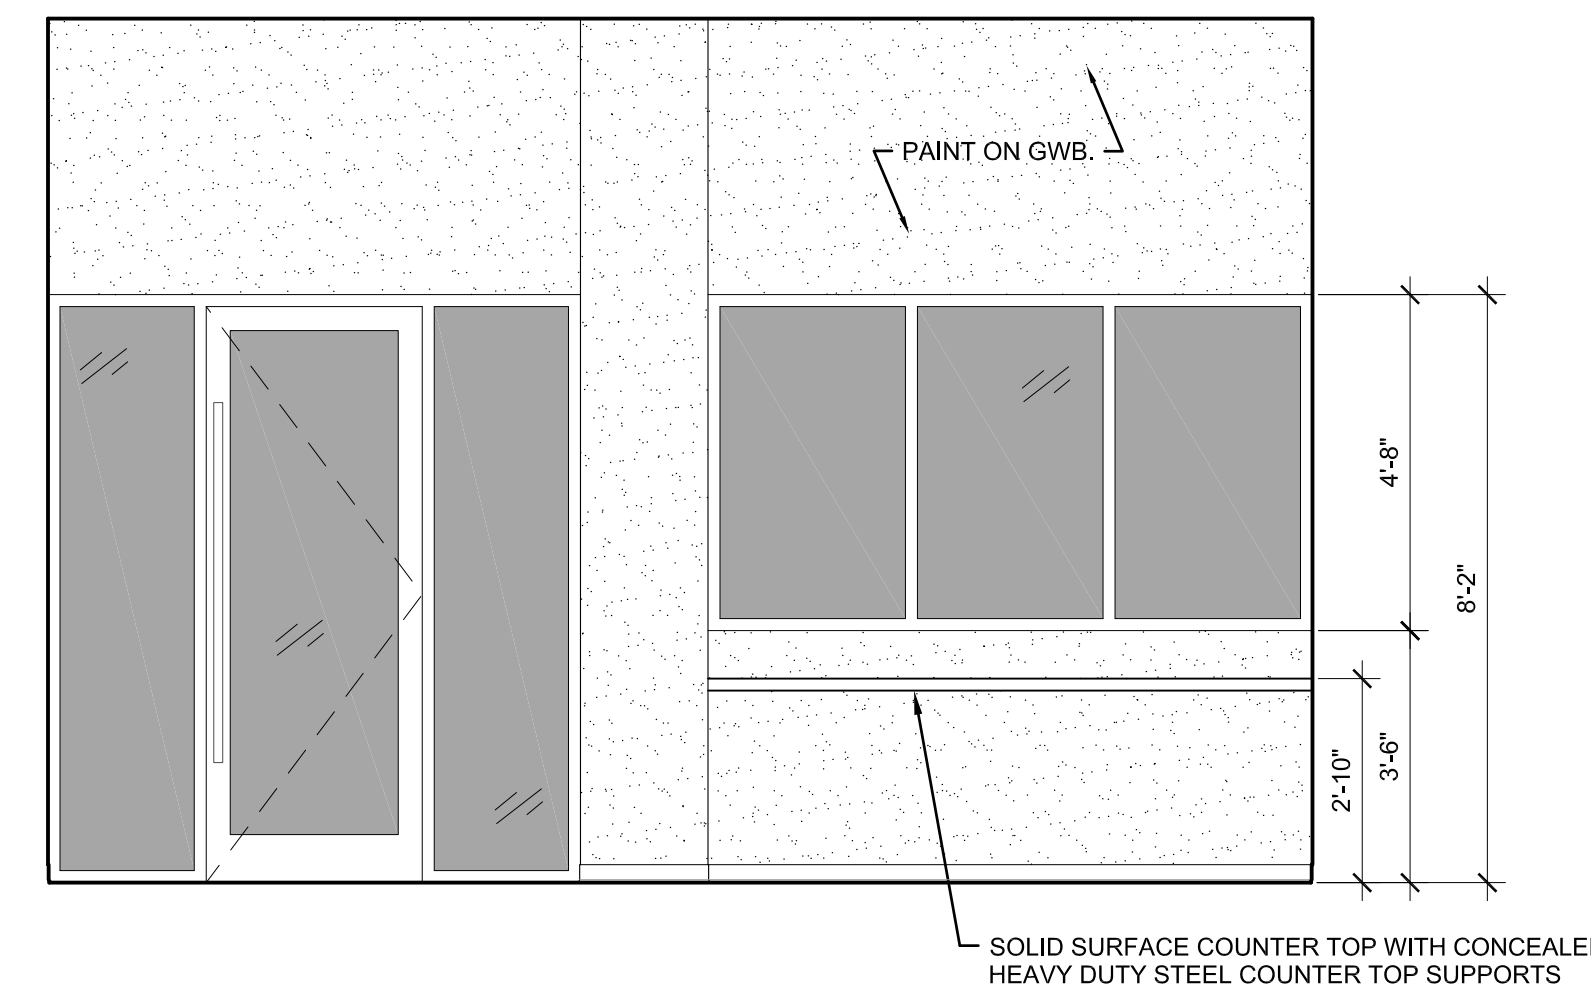 PAINT ON GWB.
4'-8"
8'-2"
2'-10"
3'-6"
SOLID SURFACE COUNTER TOP WITH CONCEALE
HEAVY DUTY STEEL COUNTER TOP SUPPORTS